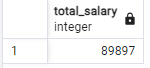 total_salary
integer
1 89897